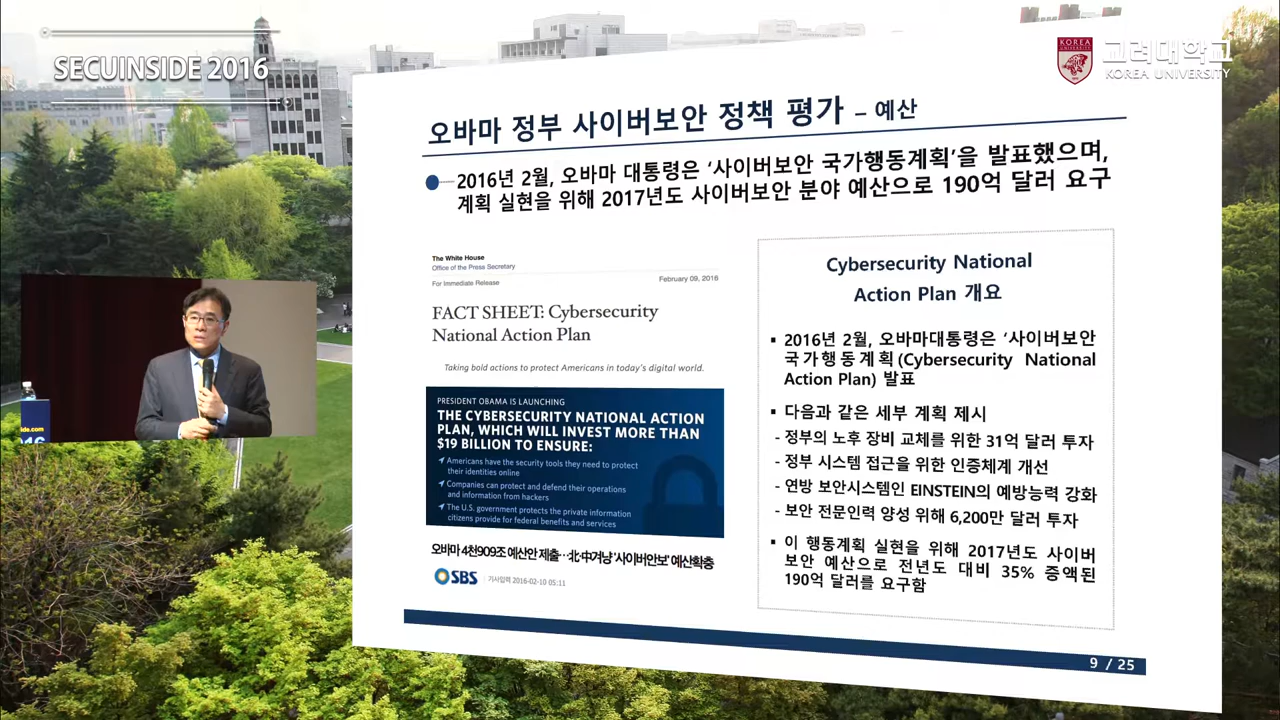 SECUINSIDE 2016
KOREA
고려대학교
KOREA UNIVERSITY
오바마 정부 사이버보안 정책 평가 – 예산
2016년 2월, 오바마 대통령은 ‘사이버보안 국가행동계획’을 발표했으며,
계획 실현을 위해 2017년도 사이버보안 분야 예산으로 190억 달러 요구
The White House
Office of the Press Secretary
For Immediate Release
February 09, 2016
FACT SHEET: Cybersecurity
National Action Plan
Taking bold actions to protect Americans in today's digital world.
PRESIDENT OBAMA IS LAUNCHING
THE CYBERSECURITY NATIONAL ACTION
PLAN, WHICH WILL INVEST MORE THAN
$19 BILLION TO ENSURE:
Americans have the security tools they need to protect
their identities online
Companies can protect and defend their operations
and information from hackers
The U.S. government protects the private information
citizens provide for federal benefits and services
오바마 4천909조 예산안 제출…北·中겨냥 '사이버안보' 예산확충
SBS 기사입력 2016-02-10 05:11
Cybersecurity National
Action Plan 개요
▪ 2016년 2월, 오바마대통령은 ‘사이버보안
국가행동계획(Cybersecurity National
Action Plan) 발표
▪ 다음과 같은 세부 계획 제시
- 정부의 노후 장비 교체를 위한 31억 달러 투자
- 정부 시스템 접근을 위한 인증체계 개선
- 연방 보안시스템인 EINSTEIN의 예방능력 강화
- 보안 전문인력 양성 위해 6,200만 달러 투자
▪ 이 행동계획 실현을 위해 2017년도 사이버
보안 예산으로 전년도 대비 35% 증액된
190억 달러를 요구함
9 / 25
ide.com
016